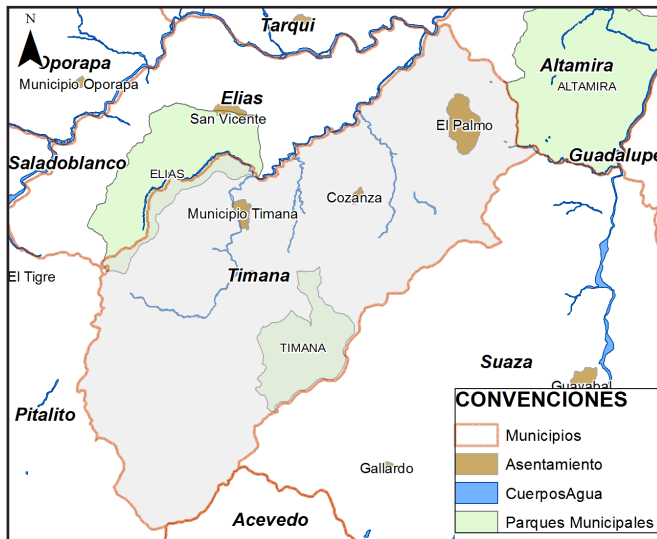 N
Tarqui
Oporapa
Municipio Oporapa
Altamira
ALTAMIRA
Elias
San Vicente
El Palmo
Saladoblanco
Guadalupe
ELIAS
Cozanza
Municipio Timana
El Tigre
Timana
TIMANA
Suaza
Guayabal
Pitalito
Gallardo
Acevedo
CONVENCIONES
Municipios
Asentamiento
CuerposAgua
Parques Municipales